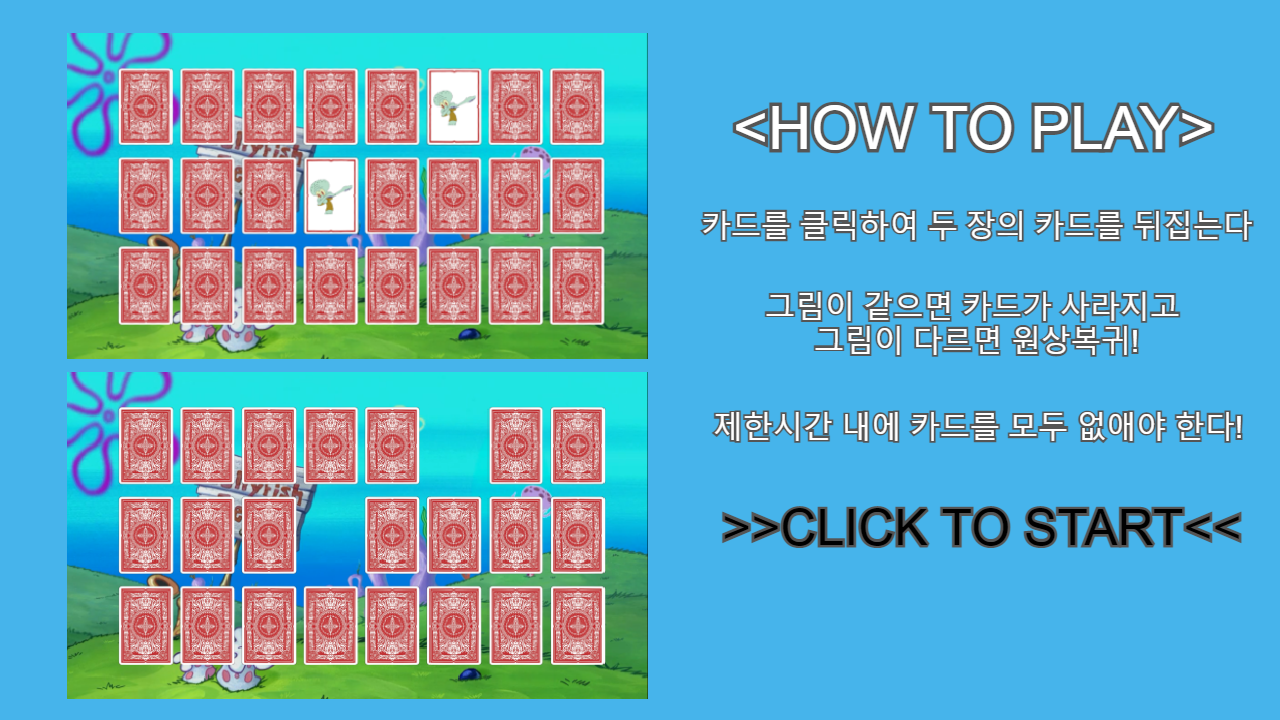 <HOW TO PLAY>
카드를 클릭하여 두 장의 카드를 뒤집는다
그림이 같으면 카드가 사라지고
그림이 다르면 원상복귀!
제한시간 내에 카드를 모두 없애야 한다!
>>CLICK TO START<<